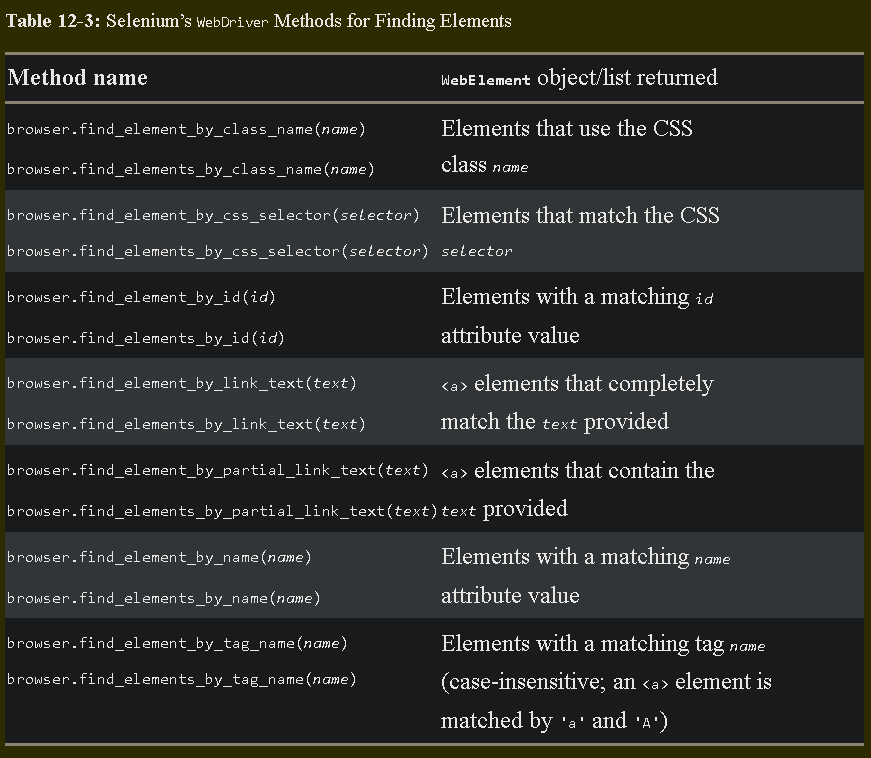 Table 12-3: Selenium’s WebDriver Methods for Finding Elements
Method name WebElement object/list returned
browser.find_element_by_class_name(name)
browser.find_elements_by_class_name(name)
Elements that use the CSS
class name
browser.find_element_by_css_selector(selector)
browser.find_elements_by_css_selector(selector)
Elements that match the CSS
selector
browser.find_element_by_id(id)
browser.find_elements_by_id(id)
Elements with a matching id
attribute value
browser.find_element_by_link_text(text)
browser.find_elements_by_link_text(text)
<a> elements that completely
match the text provided
browser.find_element_by_partial_link_text(text)
browser.find_elements_by_partial_link_text(text)
<a> elements that contain the
text provided
browser.find_element_by_name(name)
browser.find_elements_by_name(name)
Elements with a matching name
attribute value
browser.find_element_by_tag_name(name)
browser.find_elements_by_tag_name(name)
Elements with a matching tag name
(case-insensitive; an <a> element is
matched by 'a' and 'A')